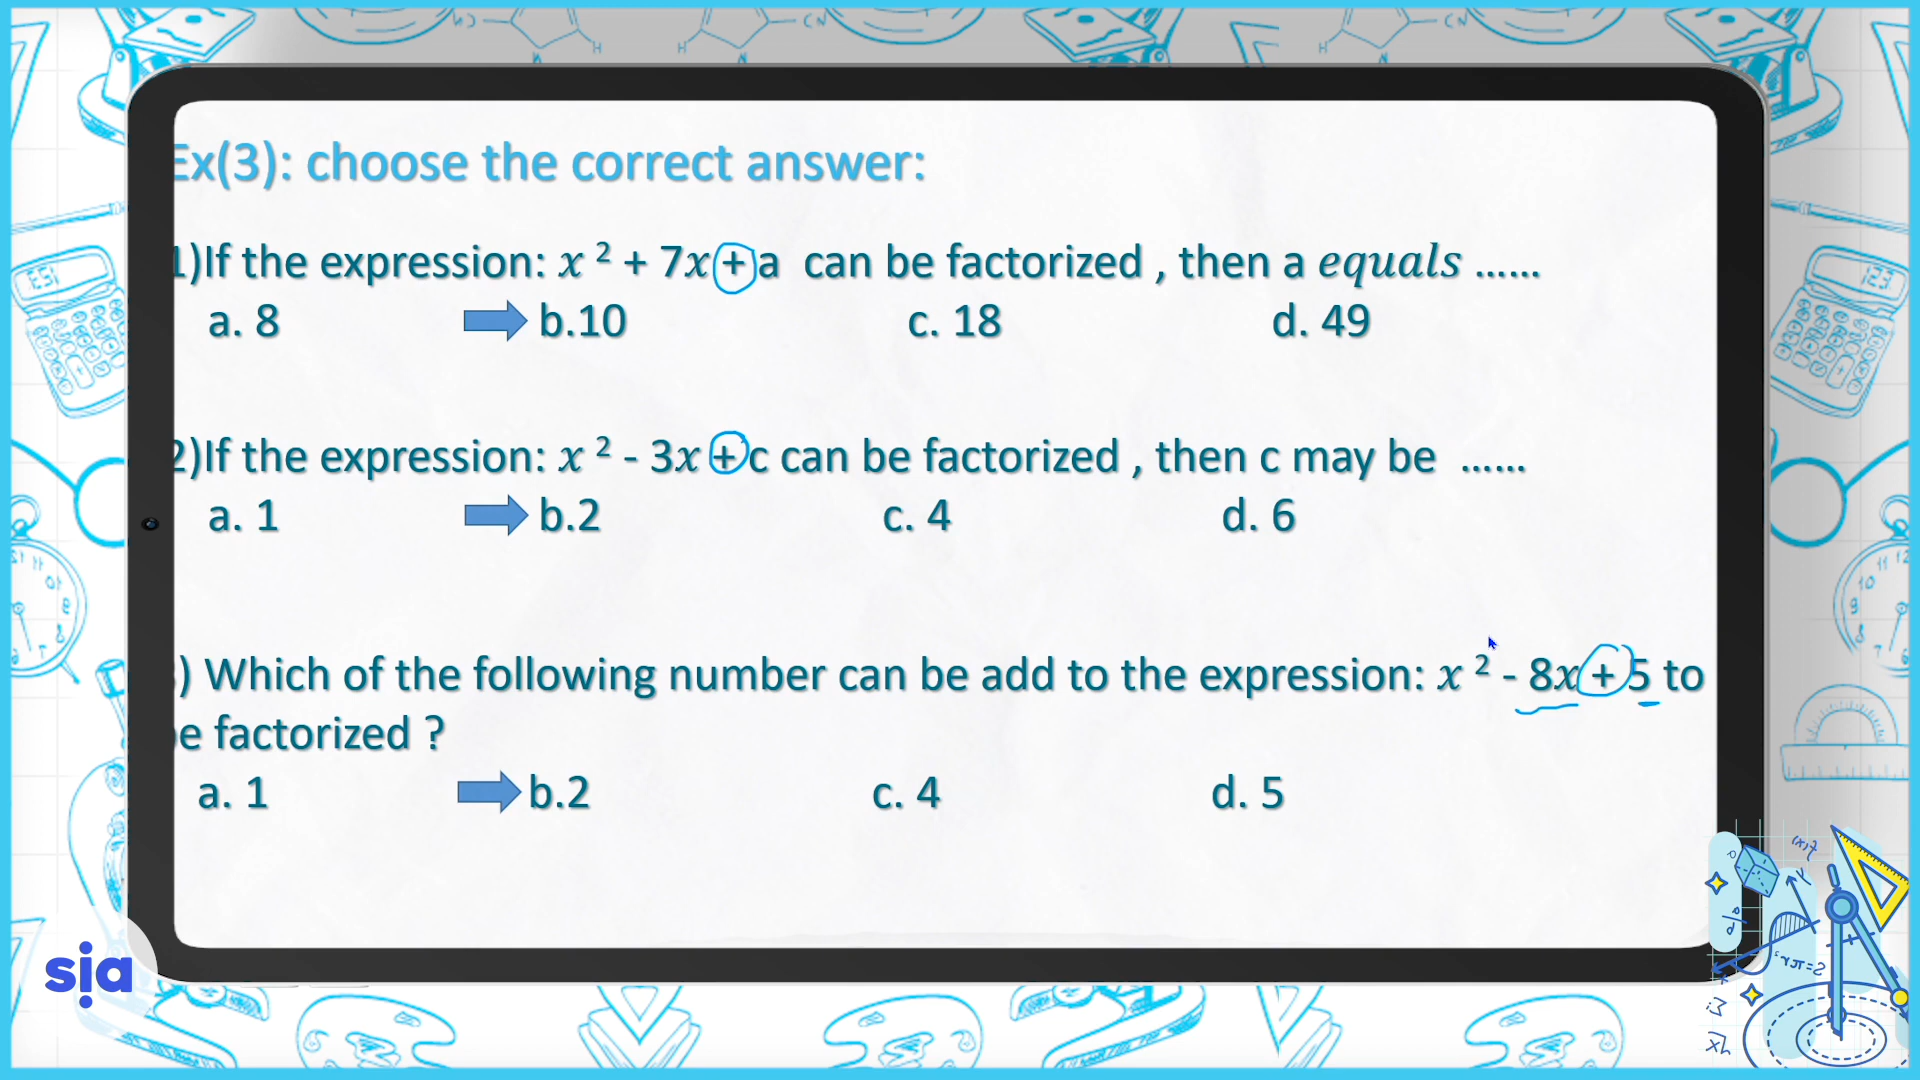 Ex(3): choose the correct answer:
1)If the expression: x ² + 7x + a can be factorized , then a equals ......
a. 8 b.10 c. 18 d. 49
2)If the expression: x ² - 3x + c can be factorized , then c may be ......
a. 1 b.2 c. 4 d. 6
) Which of the following number can be add to the expression: x ² - 8x + 5 to
e factorized ?
a. 1 b.2 c. 4 d. 5
sia